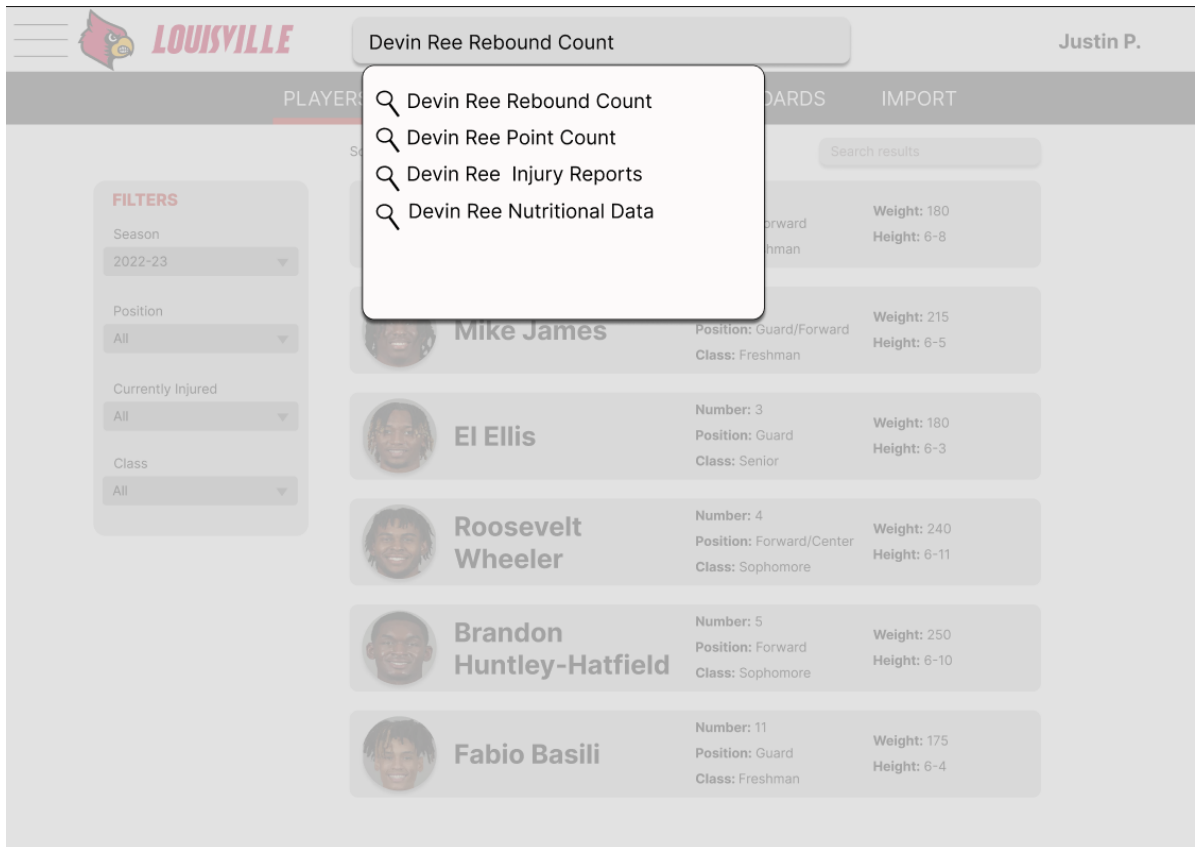 LOUISVILLE
Devin Ree Rebound Count
Justin P.
Devin Ree Rebound Count
Devin Ree Point Count
Devin Ree  Injury Reports
Devin Ree Nutritional Data
IMPORT
Search results
FILTERS
Season
2022-23
Position
All
Currently Injured
All
Class
All
Weight: 180
Height: 6-8
Mike James
Position: Guard/Forward
Class: Freshman
Weight: 215
Height: 6-5
El Ellis
Number: 3
Position: Guard
Class: Senior
Weight: 180
Height: 6-3
Roosevelt
Wheeler
Number: 4
Position: Forward/Center
Class: Sophomore
Weight: 240
Height: 6-11
Brandon
Huntley-Hatfield
Number: 5
Position: Forward
Class: Sophomore
Weight: 250
Height: 6-10
Fabio Basili
Number: 11
Position: Guard
Class: Freshman
Weight: 175
Height: 6-4